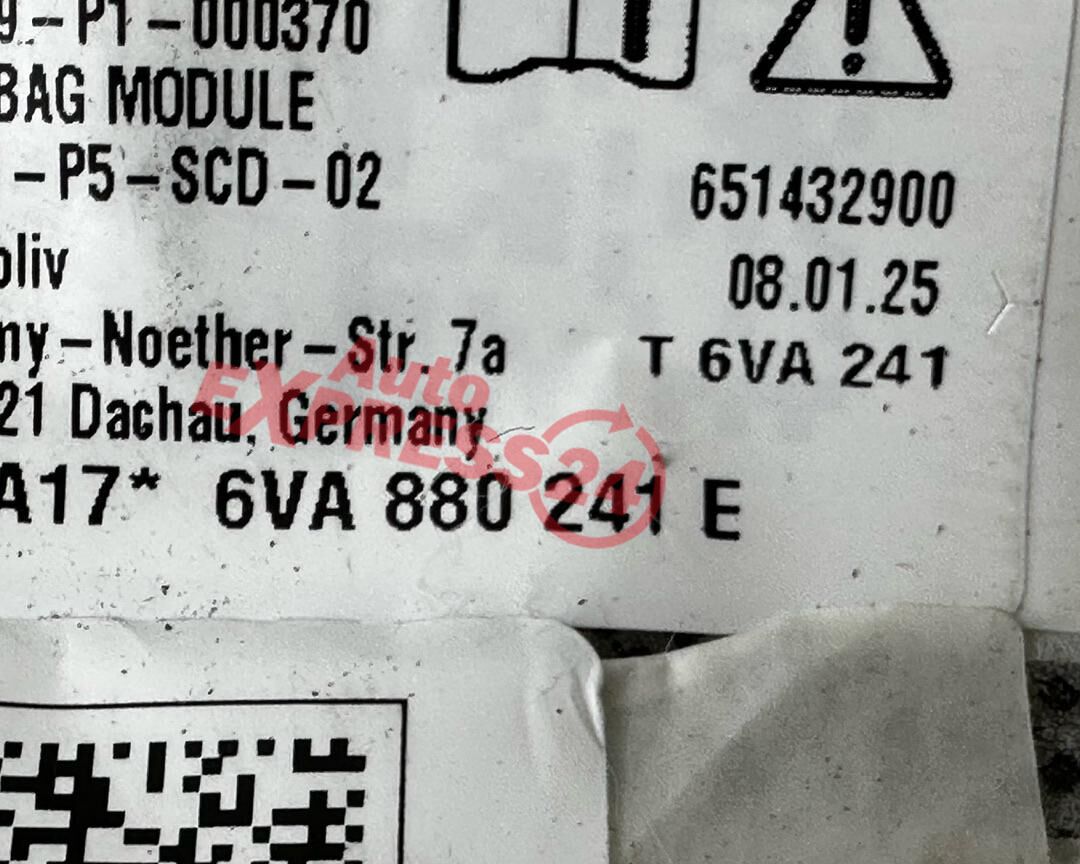 9-P1-000370
BAG MODULE
-P5-SCD-02
651432900
oliv
08.01.25
ny-Noether-Str. 7a
T 6VA 241
21 Dachau, Germany
A17* 6VA 880 241 E
Auto
EXPRESS24